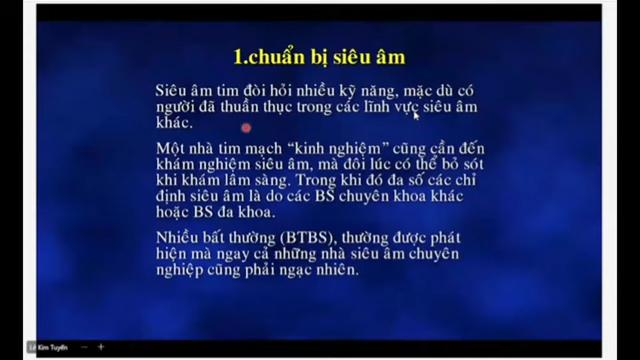 1.chuẩn bị siêu âm
Siêu âm tim đòi hỏi nhiều kỹ năng, mặc dù có
người đã thuần thục trong các lĩnh vực siêu âm
khác.
Một nhà tim mạch “kinh nghiệm” cũng cần đến
khám nghiệm siêu âm, mà đôi lúc có thể bỏ sót
khi khám lâm sàng. Trong khi đó đa số các chỉ
định siêu âm là do các BS chuyên khoa khác
hoặc BS đa khoa.
Nhiều bất thường (BTBS), thường được phát
hiện mà ngay cả những nhà siêu âm chuyên
nghiệp cũng phải ngạc nhiên.
Lê Kim Tuyến